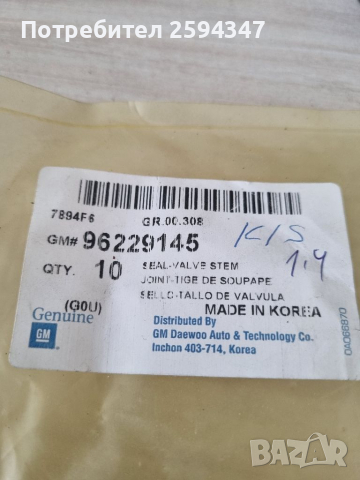 Потребител 2594347
7894F6
GR.00.308
GM# 96229145
K/S
1.4
QTY. 10
SEAL-VALVE STEM
JOINT-TIGE DE SOUPAPE
SELLO-TALLO DE VALVULA
(G0U)
MADE IN KOREA
Genuine
GM
Distributed By
GM Daewoo Auto & Technology Co.
Inchon 403-714, Korea
OAD66870
BAZAR